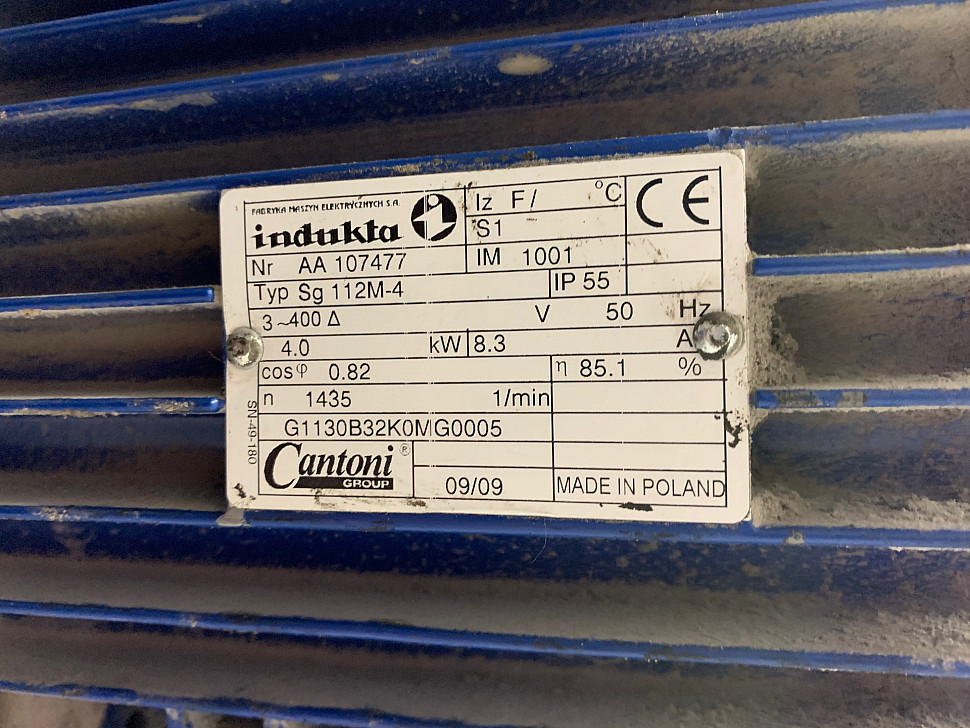 FABRYKA MASZYN ELEKTRYCZNYCH S.A.
indukta i
Iz F/ °C
CE
S1
Nr AA 107477
IM 1001
Typ Sg 112M-4
IP 55
3~400 Δ V 50 Hz
4.0 kW 8.3 A
cosφ 0.82
η 85.1 %
n 1435 1/min
G1130B32K0MG0005
SN-49-180
Cantoni®
GROUP
09/09
MADE IN POLAND